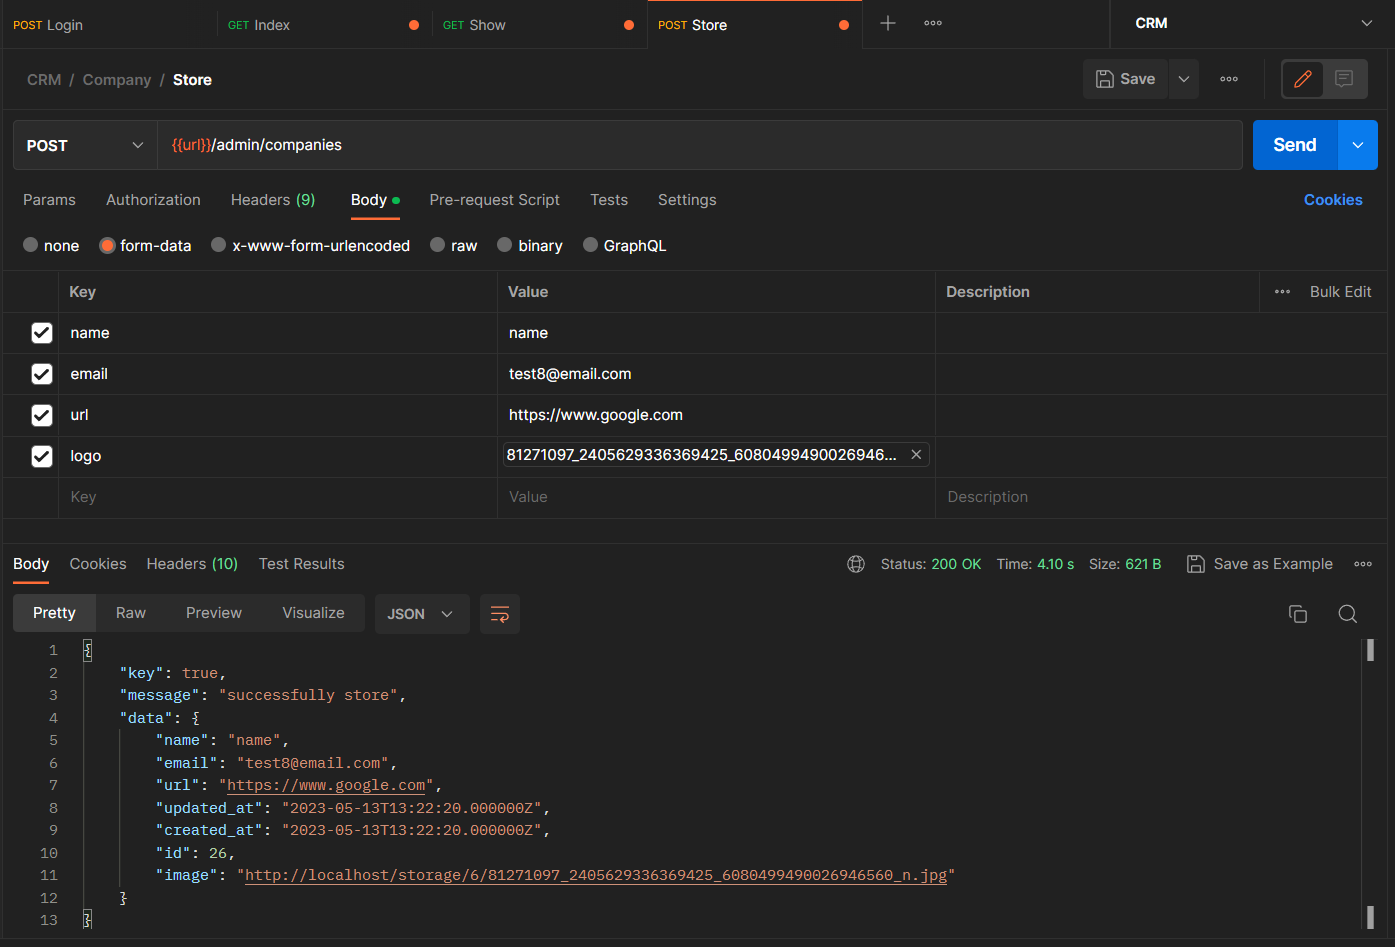 POST Login GET Index GET Show POST Store CRM
CRM / Company / Store Save
POST {{url}}/admin/companies Send
Params Authorization Headers (9) Body Pre-request Script Tests Settings Cookies
none form-data x-www-form-urlencoded raw binary GraphQL
Key Value Description Bulk Edit
name name
email test8@email.com
url https://www.google.com
logo 81271097_2405629336369425_6080499490026946...
Key Value Description
Body Cookies Headers (10) Test Results Status: 200 OK Time: 4.10 s Size: 621 B Save as Example
Pretty Raw Preview Visualize JSON
1 {
2 "key": true,
3 "message": "successfully store",
4 "data": {
5 "name": "name",
6 "email": "test8@email.com",
7 "url": "https://www.google.com",
8 "updated_at": "2023-05-13T13:22:20.000000Z",
9 "created_at": "2023-05-13T13:22:20.000000Z",
10 "id": 26,
11 "image": "http://localhost/storage/6/81271097_2405629336369425_6080499490026946560_n.jpg"
12 }
13 }